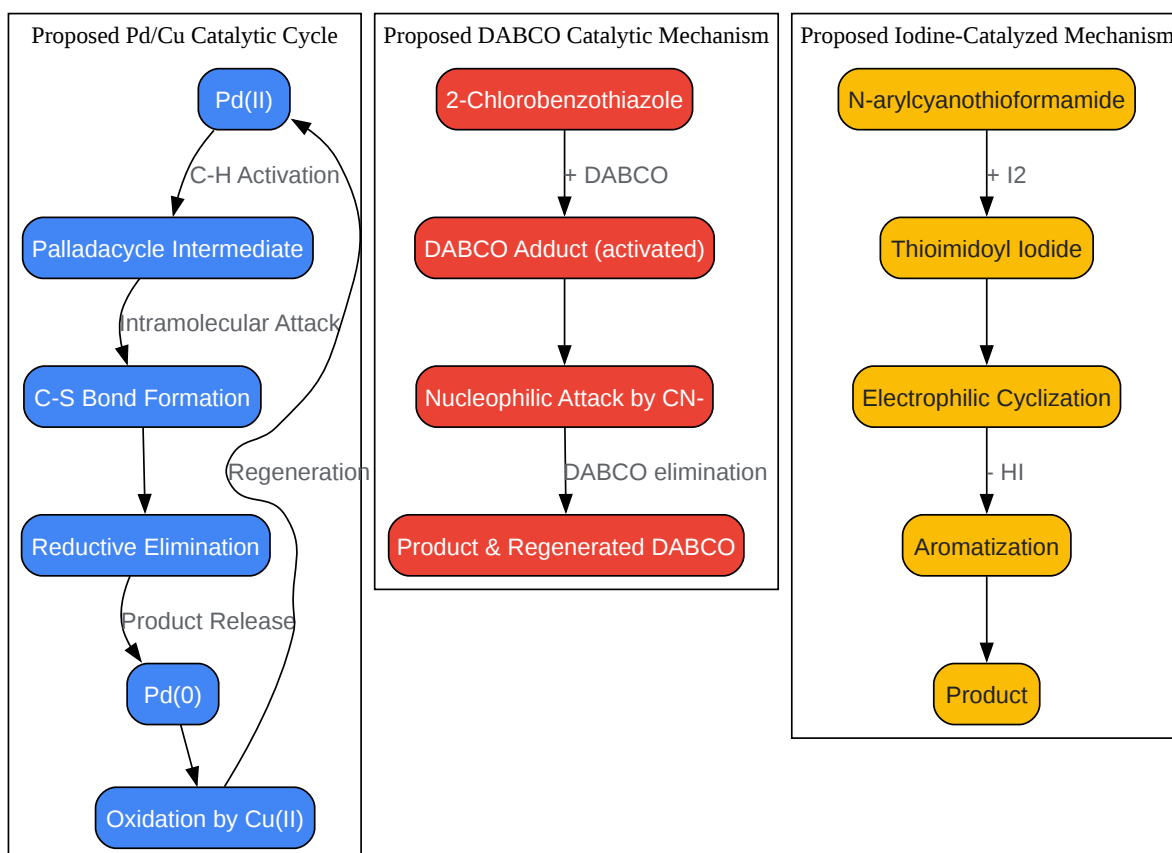 Proposed Pd/Cu Catalytic Cycle
Pd(II)
C-H Activation
Palladacycle Intermediate
Intramolecular Attack
C-S Bond Formation
Regeneration
Reductive Elimination
Product Release
Pd(0)
Oxidation by Cu(II)
Proposed DABCO Catalytic Mechanism
2-Chlorobenzothiazole
+ DABCO
DABCO Adduct (activated)
Nucleophilic Attack by CN-
DABCO elimination
Product & Regenerated DABCO
Proposed Iodine-Catalyzed Mechanism
N-arylcyanothioformamide
+ I2
Thioimidoyl Iodide
Electrophilic Cyclization
- HI
Aromatization
Product